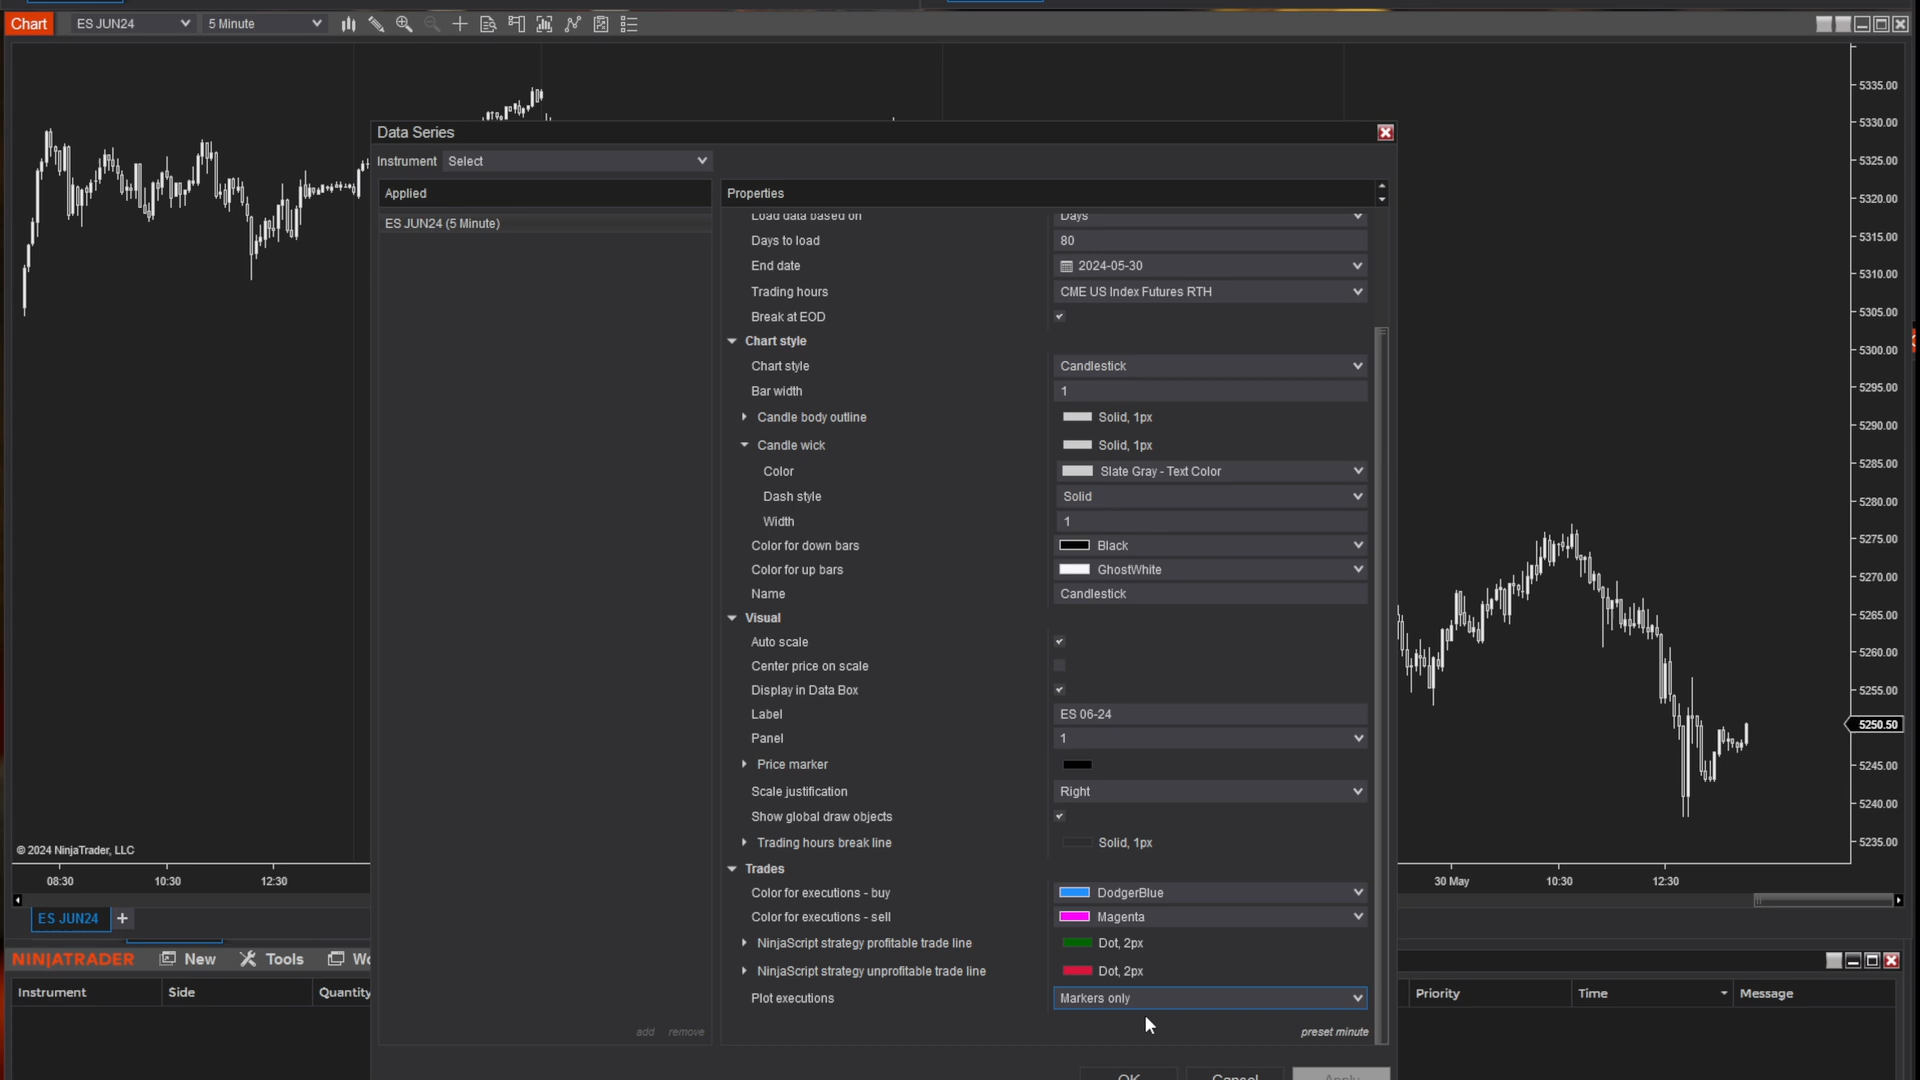 Chart ES JUN24 5 Minute
Data Series
Instrument Select
Applied
Properties
ES JUN24 (5 Minute)
Load data based on Days
Days to load 80
End date 2024-05-30
Trading hours CME US Index Futures RTH
Break at EOD
Chart style
Chart style Candlestick
Bar width 1
Candle body outline Solid, 1px
Candle wick Solid, 1px
Color Slate Gray - Text Color
Dash style Solid
Width 1
Color for down bars Black
Color for up bars GhostWhite
Name Candlestick
Visual
Auto scale
Center price on scale
Display in Data Box
Label ES 06-24
Panel 1
Price marker
Scale justification Right
Show global draw objects
Trading hours break line Solid, 1px
Trades
Color for executions - buy DodgerBlue
Color for executions - sell Magenta
NinjaScript strategy profitable trade line Dot, 2px
NinjaScript strategy unprofitable trade line Dot, 2px
Plot executions Markers only
add remove
preset minute
OK Cancel Apply
5335.00
5330.00
5325.00
5320.00
5315.00
5310.00
5305.00
5300.00
5295.00
5290.00
5285.00
5280.00
5275.00
5270.00
5265.00
5260.00
5255.00
5250.50
5245.00
5240.00
5235.00
© 2024 NinjaTrader, LLC
08:30 10:30 12:30
30 May 10:30 12:30
ES JUN24 +
NINJATRADER New Tools Wo
Instrument Side Quantity
Priority Time Message